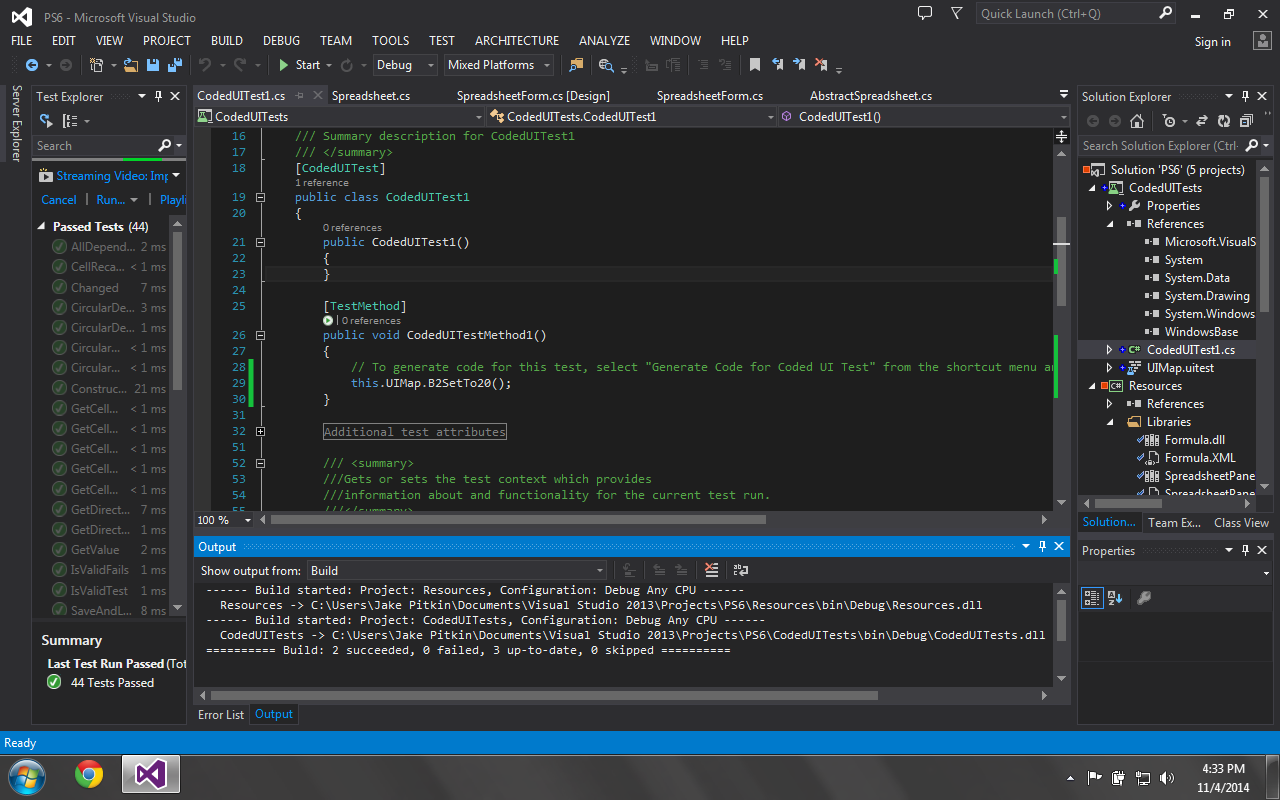 PS6 - Microsoft Visual Studio
Quick Launch (Ctrl+Q)
FILE EDIT VIEW PROJECT BUILD DEBUG TEAM TOOLS TEST ARCHITECTURE ANALYZE WINDOW HELP
Sign in
Start Debug Mixed Platforms
Server Explorer
Test Explorer
Search
Streaming Video: Imp
Cancel | Run... | Playli
Passed Tests (44)
AllDepend... 2 ms
CellReca... < 1 ms
Changed 7 ms
CircularDe... 3 ms
CircularDe... 1 ms
Circular... < 1 ms
Circular... < 1 ms
Construc... 21 ms
GetCell... < 1 ms
GetCell... < 1 ms
GetCell... < 1 ms
GetCell... < 1 ms
GetCell... < 1 ms
GetDirect... 7 ms
GetDirect... 1 ms
GetValue 2 ms
IsValidFails 1 ms
IsValidTest 1 ms
SaveAndL... 8 ms
Summary
Last Test Run Passed (Tot
44 Tests Passed
CodedUITest1.cs Spreadsheet.cs SpreadsheetForm.cs [Design] SpreadsheetForm.cs AbstractSpreadsheet.cs
CodedUITests CodedUITests.CodedUITest1 CodedUITest1()
16 /// Summary description for CodedUITest1
17 /// </summary>
18 [CodedUITest]
1 reference
19 public class CodedUITest1
20 {
0 references
21 public CodedUITest1()
22 {
23 }
24
25 [TestMethod]
| 0 references
26 public void CodedUITestMethod1()
27 {
28 // To generate code for this test, select "Generate Code for Coded UI Test" from the shortcut menu an
29 this.UIMap.B2SetTo20();
30 }
31
32 Additional test attributes
51
52 /// <summary>
53 ///Gets or sets the test context which provides
54 ///information about and functionality for the current test run.
55 ///</summary>
100 %
Output
Show output from: Build
------ Build started: Project: Resources, Configuration: Debug Any CPU ------
Resources -> C:\Users\Jake Pitkin\Documents\Visual Studio 2013\Projects\PS6\Resources\bin\Debug\Resources.dll
------ Build started: Project: CodedUITests, Configuration: Debug Any CPU ------
CodedUITests -> C:\Users\Jake Pitkin\Documents\Visual Studio 2013\Projects\PS6\CodedUITests\bin\Debug\CodedUITests.dll
========== Build: 2 succeeded, 0 failed, 3 up-to-date, 0 skipped ==========
Error List Output
Solution Explorer
Search Solution Explorer (Ctrl-
Solution 'PS6' (5 projects)
CodedUITests
Properties
References
Microsoft.VisualS
System
System.Data
System.Drawing
System.Windows
WindowsBase
CodedUITest1.cs
UIMap.uitest
Resources
References
Libraries
Formula.dll
Formula.XML
SpreadsheetPane
SpreadsheetPane
Solution... Team Ex... Class View
Properties
Ready
4:33 PM
11/4/2014